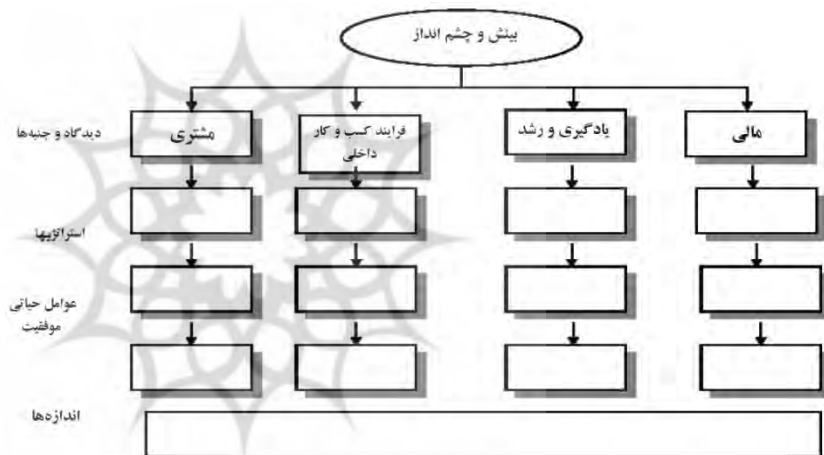 بینش و چشم انداز
دیدگاه و جنبه‌ها
مالی
یادگیری و رشد
فرایند کسب و کار
داخلی
مشتری
استراتژیها
عوامل حیاتی
موفقیت
اندازه‌ها